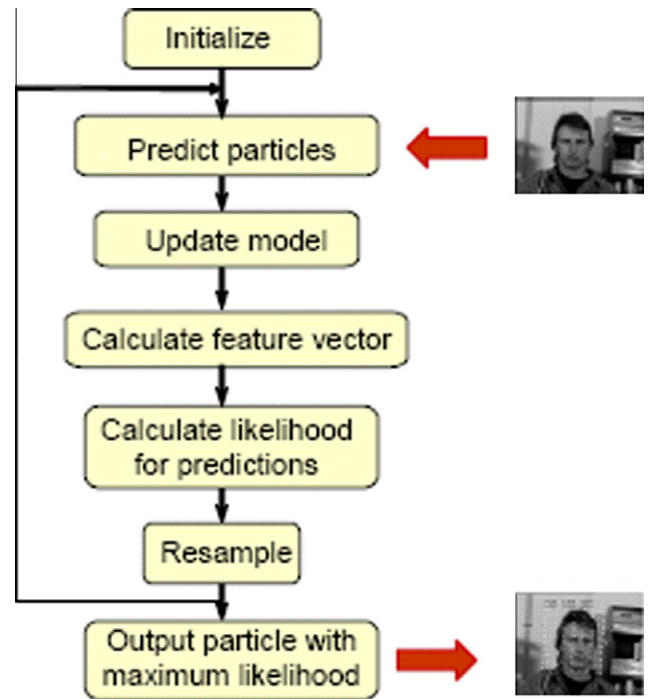 Initialize
Predict particles
Update model
Calculate feature vector
Calculate likelihood
for predictions
Resample
Output particle with
maximum likelihood